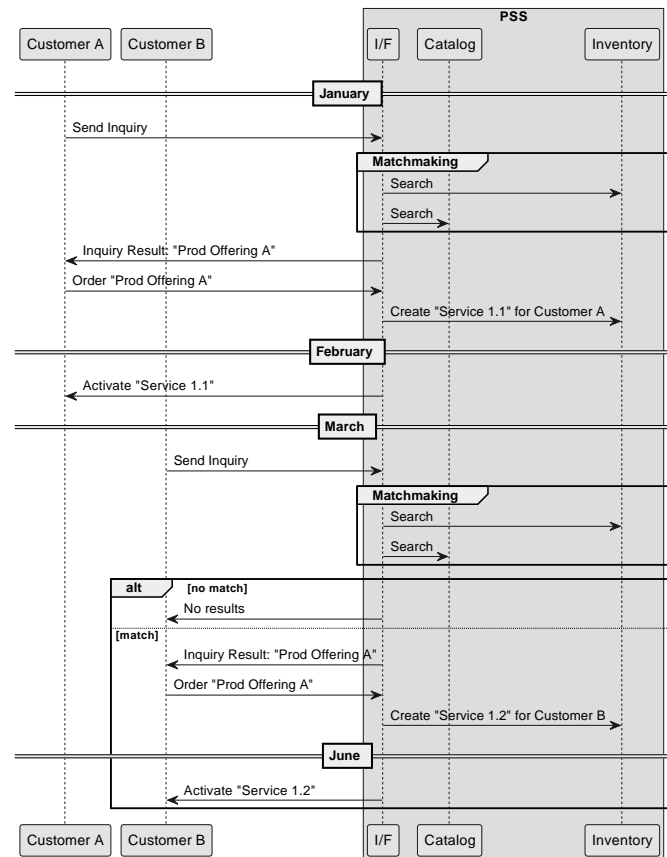 PSS
Customer A Customer B I/F Catalog Inventory
January
Send Inquiry
Matchmaking
Search
Search
Inquiry Result: "Prod Offering A"
Order "Prod Offering A"
Create "Service 1.1" for Customer A
February
Activate "Service 1.1"
March
Send Inquiry
Matchmaking
Search
Search
alt [no match]
No results
[match]
Inquiry Result: "Prod Offering A"
Order "Prod Offering A"
Create "Service 1.2" for Customer B
June
Activate "Service 1.2"
Customer A Customer B I/F Catalog Inventory